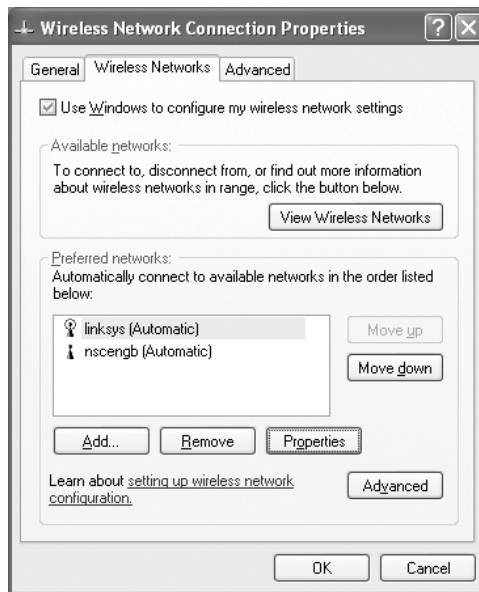 Wireless Network Connection Properties
General Wireless Networks Advanced
Use Windows to configure my wireless network settings
Available networks:
To connect to, disconnect from, or find out more information
about wireless networks in range, click the button below.
View Wireless Networks
Preferred networks:
Automatically connect to available networks in the order listed
below:
linksys (Automatic)
nscengb (Automatic)
Move up
Move down
Add... Remove Properties
Learn about setting up wireless network
configuration.
Advanced
OK Cancel